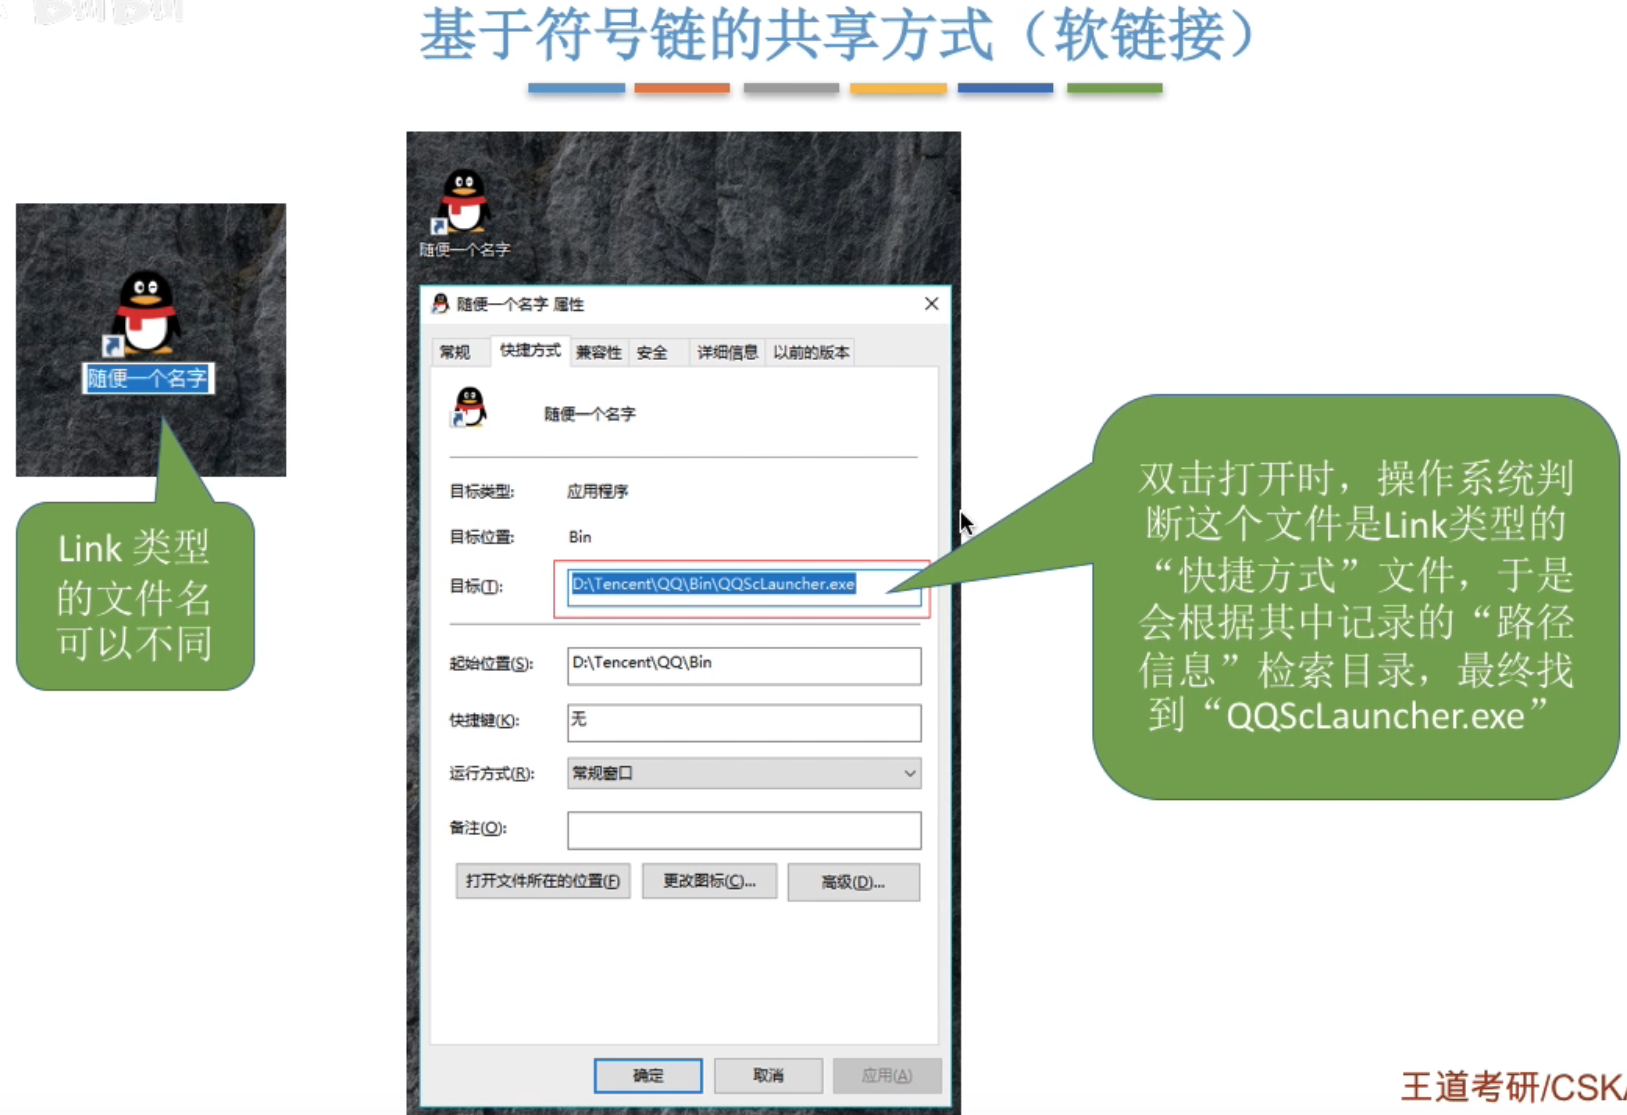 基于符号链的共享方式（软链接）
随便一个名字
Link 类型
的文件名
可以不同
随便一个名字
随便一个名字 属性
常规 快捷方式 兼容性 安全 详细信息 以前的版本
随便一个名字
目标类型: 应用程序
目标位置: Bin
目标(T): D:\Tencent\QQ\Bin\QQScLauncher.exe
起始位置(S): D:\Tencent\QQ\Bin
快捷键(K): 无
运行方式(R): 常规窗口
备注(O):
打开文件所在的位置(F) 更改图标(C)... 高级(D)...
确定 取消 应用(A)
双击打开时，操作系统判
断这个文件是Link类型的
“快捷方式”文件，于是
会根据其中记录的“路径
信息”检索目录，最终找
到“QQScLauncher.exe”
王道考研/CSK